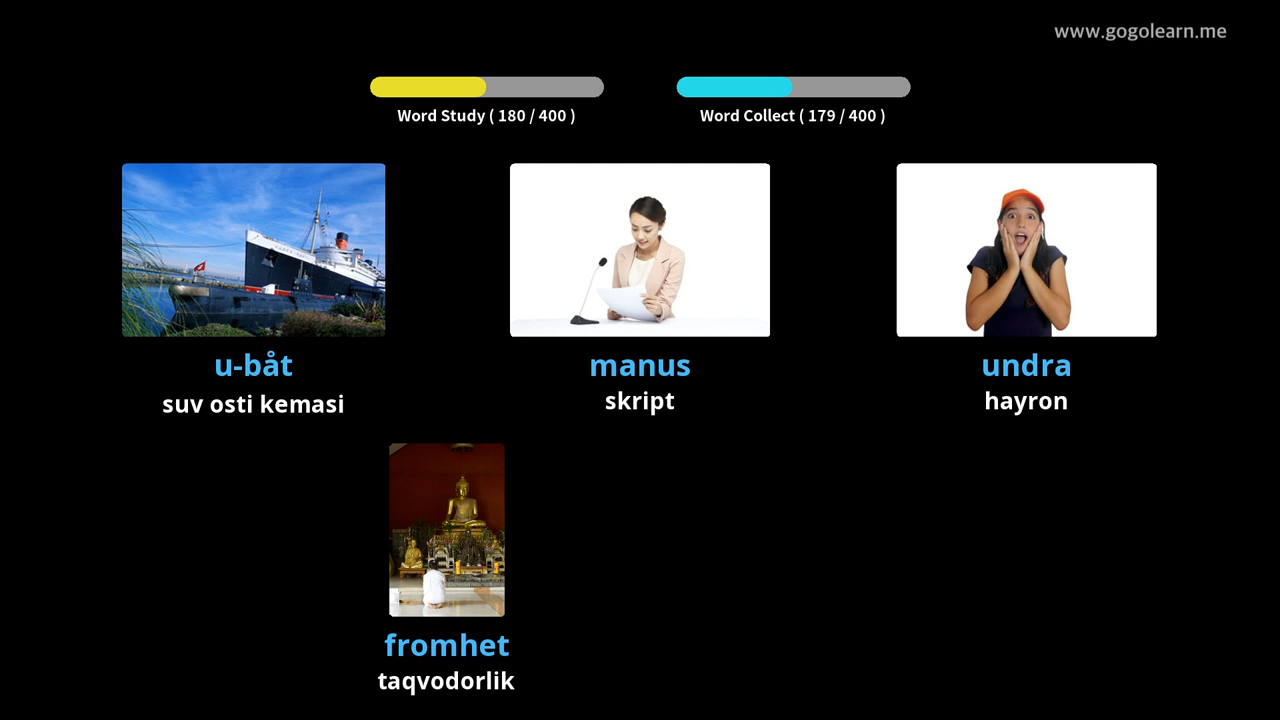 www.gogolearn.me
Word Study ( 180 / 400 )
Word Collect ( 179 / 400 )
u-båt
suv osti kemasi
manus
skript
undra
hayron
fromhet
taqvodorlik